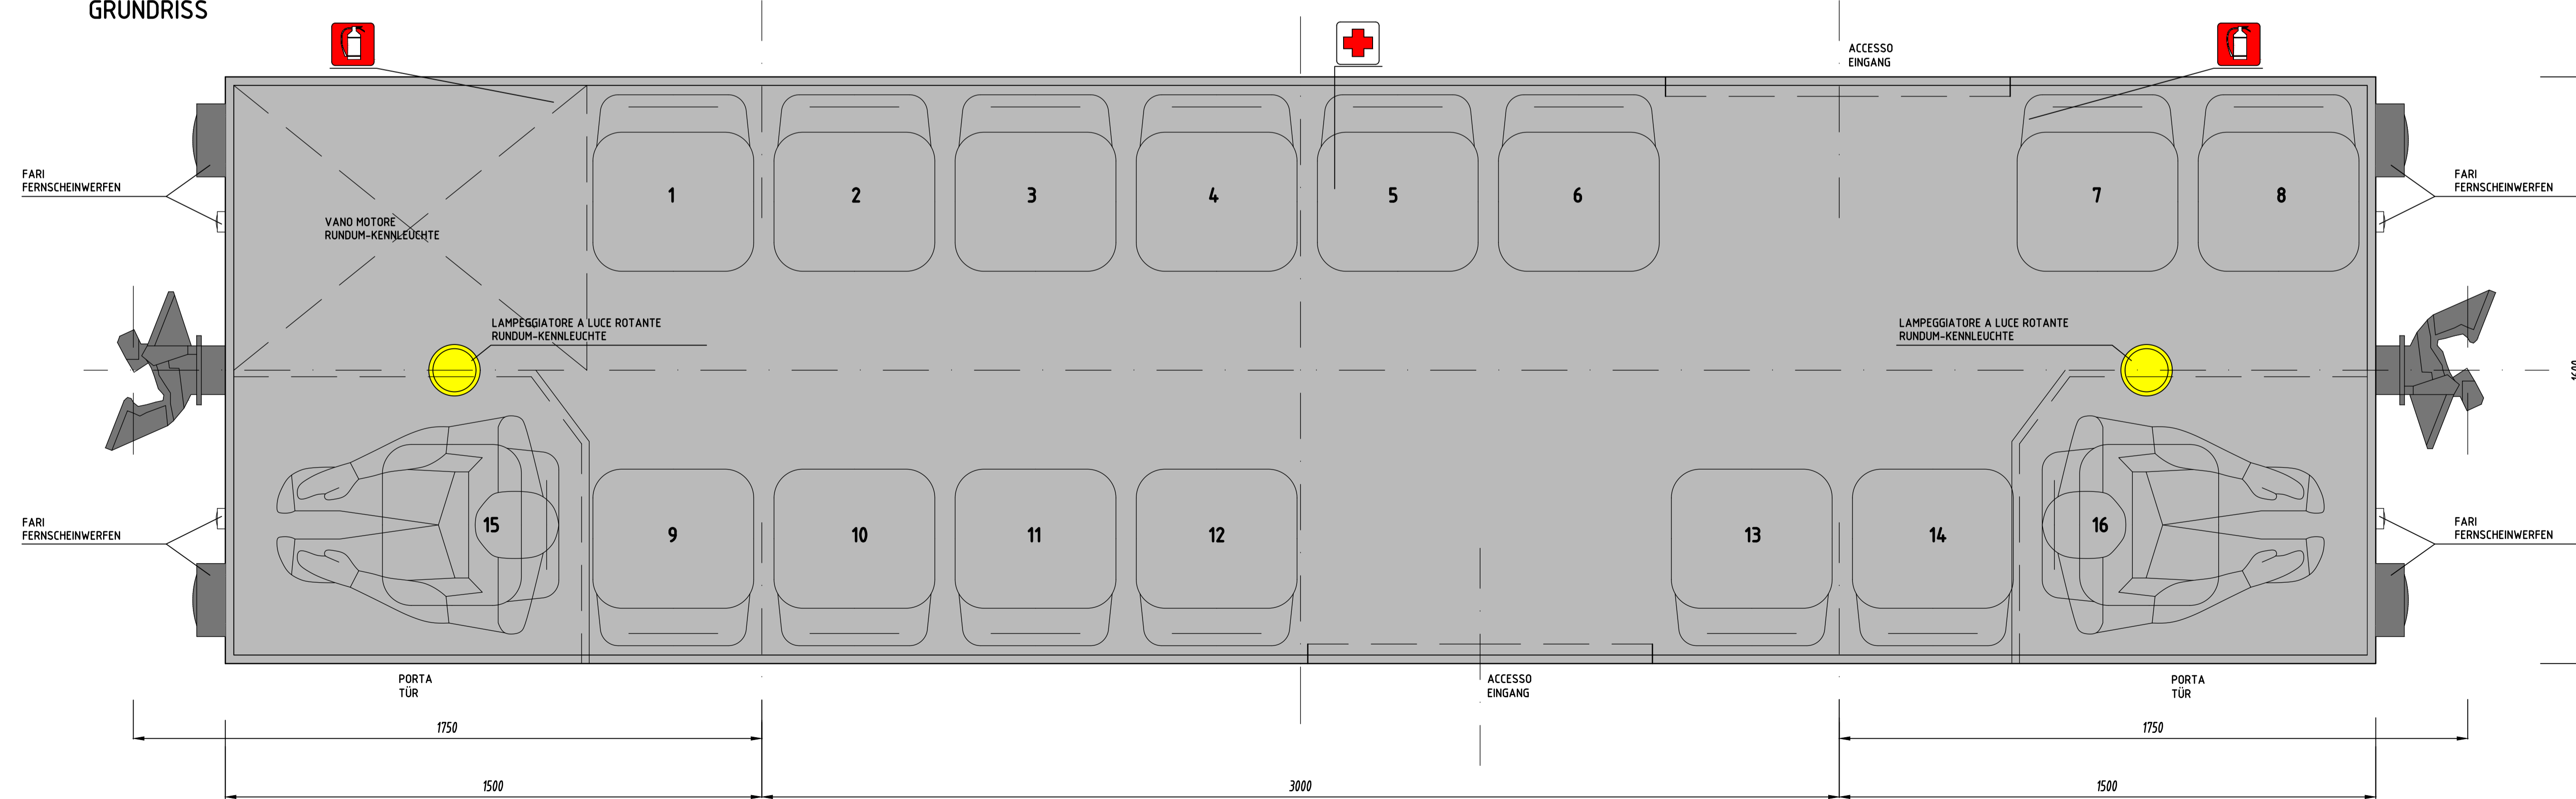 GRUNDRISS
ACCESSO
EINGANG
FARI
FERNSCHEINWERFEN
FARI
FERNSCHEINWERFEN
1
2
3
4
5
6
7
8
VANO MOTORE
RUNDUM-KENNLEUCHTE
LAMPEGGIATORE A LUCE ROTANTE
RUNDUM-KENNLEUCHTE
LAMPEGGIATORE A LUCE ROTANTE
RUNDUM-KENNLEUCHTE
FARI
FERNSCHEINWERFEN
FARI
FERNSCHEINWERFEN
15
9
10
11
12
13
14
16
PORTA
TÜR
ACCESSO
EINGANG
PORTA
TÜR
1750
1750
1500
3000
1500